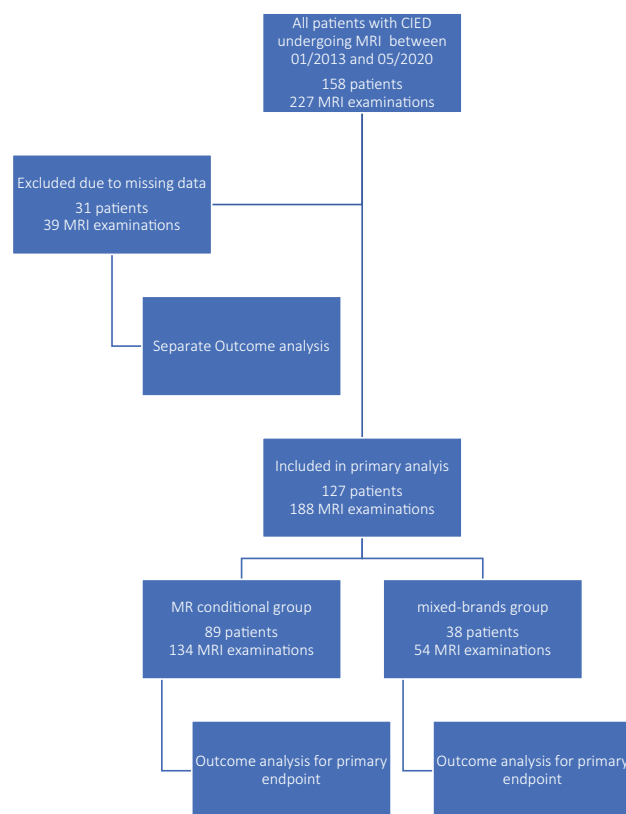 All patients with CIED
undergoing MRI between
01/2013 and 05/2020
158 patients
227 MRI examinations
Excluded due to missing data
31 patients
39 MRI examinations
Separate Outcome analysis
Included in primary analyis
127 patients
188 MRI examinations
MR conditional group
89 patients
134 MRI examinations
mixed-brands group
38 patients
54 MRI examinations
Outcome analysis for primary
endpoint
Outcome analysis for primary
endpoint